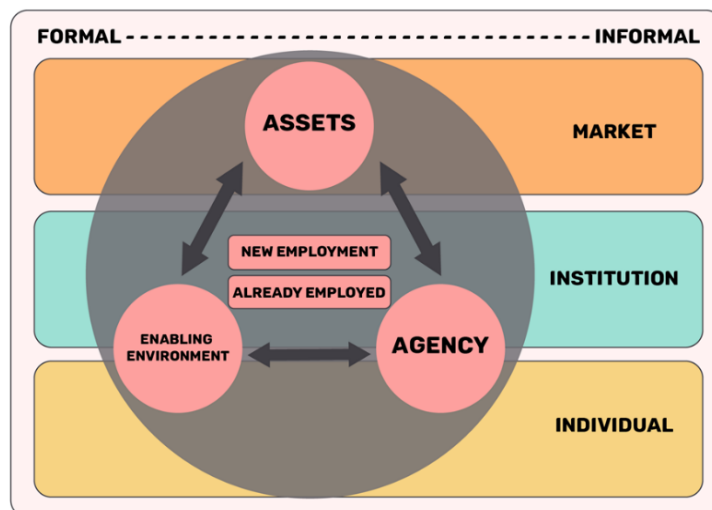 FORMAL
INFORMAL
ASSETS
MARKET
NEW EMPLOYMENT
ALREADY EMPLOYED
INSTITUTION
ENABLING
ENVIRONMENT
AGENCY
INDIVIDUAL